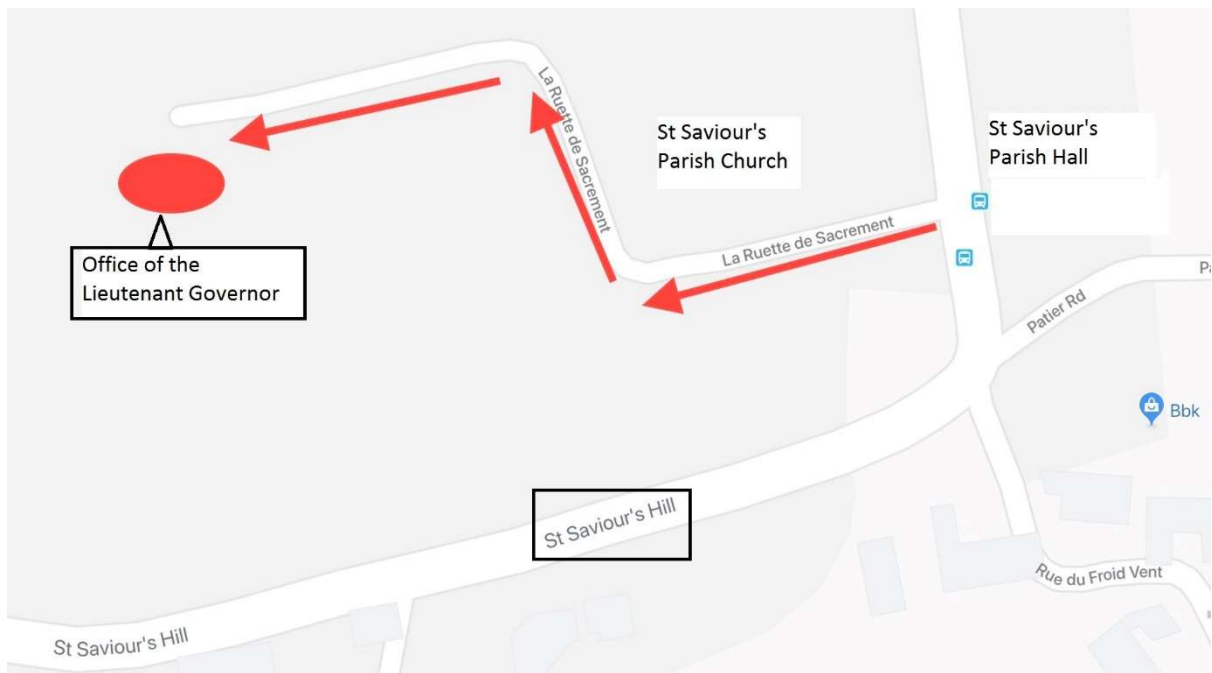 La Ruette de Sacrement
St Saviour's
Parish Church
St Saviour's
Parish Hall
La Ruette de Sacrement
Office of the
Lieutenant Governor
Patier Rd
Pa
Bbk
St Saviour's Hill
Rue du Froid Vent
St Saviour's Hill